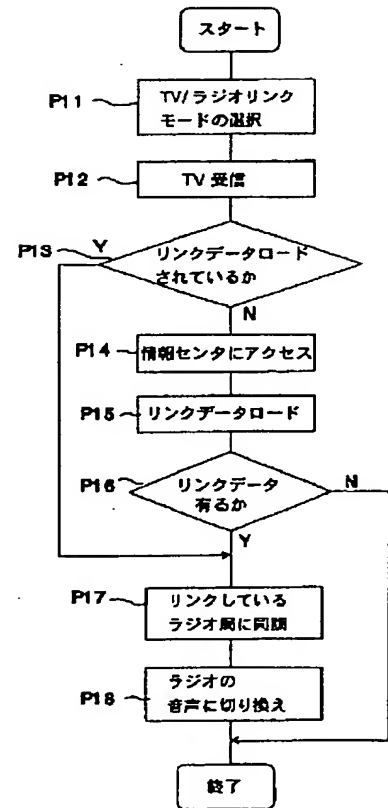 スタート
P11
TV/ラジオリンク
モードの選択
P12
TV 受信
P13
Y
リンクデータロード
されているか
N
P14
情報センタにアクセス
P15
リンクデータロード
P16
リンクデータ
有るか
N
Y
P17
リンクしている
ラジオ局に同調
P18
ラジオの
音声に切り換え
終了